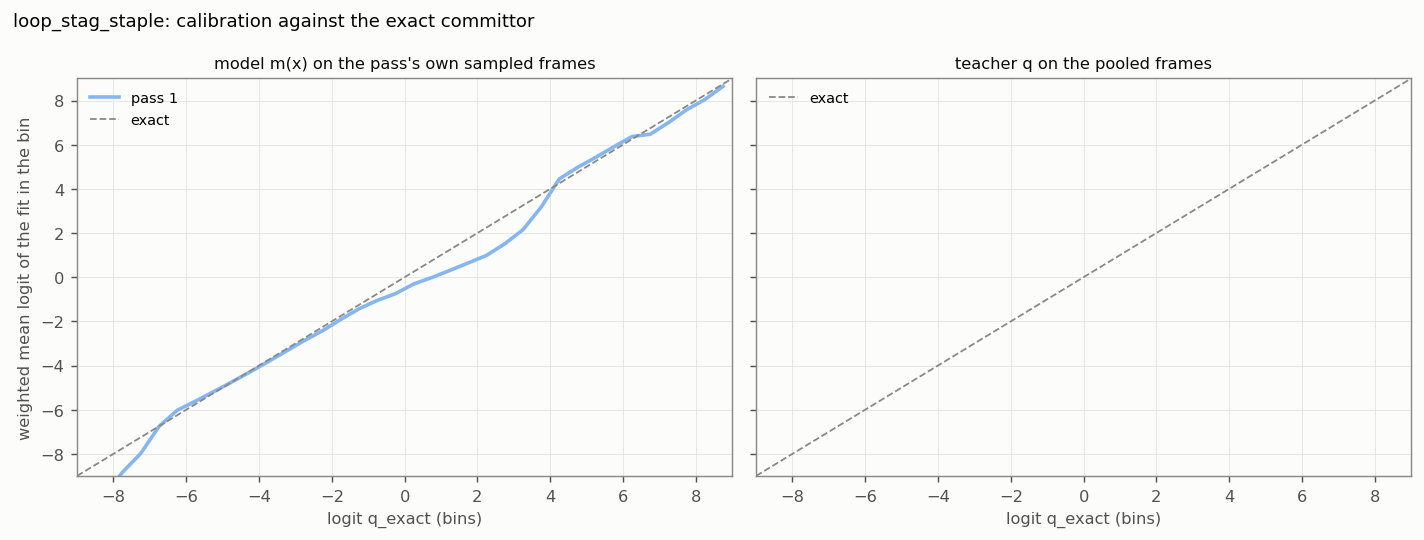 loop_stag_staple: calibration against the exact committor
model m(x) on the pass's own sampled frames
weighted mean logit of the fit in the bin
8
6
4
2
0
−2
−4
−6
−8
pass 1
exact
−8 −6 −4 −2 0 2 4 6 8
logit q_exact (bins)
teacher q on the pooled frames
exact
−8 −6 −4 −2 0 2 4 6 8
logit q_exact (bins)